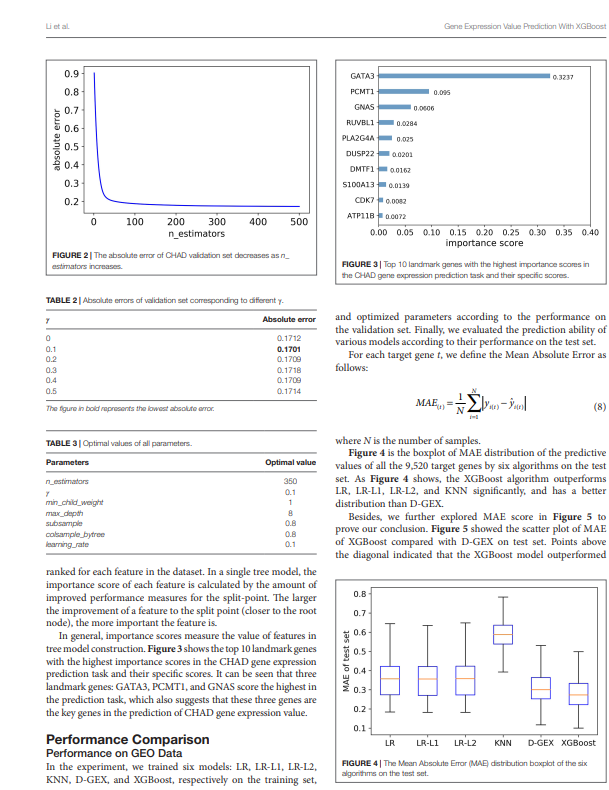 Li et al.
Gene Expression Value Prediction With XGBoost
0.9
0.8
0.7
0.6
0.5
0.4
0.3
0.2
absolute error
0 100 200 300 400 500
n_estimators
FIGURE 2 | The absolute error of CHAD validation set decreases as n_
estimators increases.
TABLE 2 | Absolute errors of validation set corresponding to different γ.
γ Absolute error
0 0.1712
0.1 0.1701
0.2 0.1709
0.3 0.1718
0.4 0.1709
0.5 0.1714
The figure in bold represents the lowest absolute error.
TABLE 3 | Optimal values of all parameters.
Parameters Optimal value
n_estimators 350
γ 0.1
min_child_weight 1
max_depth 8
subsample 0.8
colsample_bytree 0.8
learning_rate 0.1
ranked for each feature in the dataset. In a single tree model, the
importance score of each feature is calculated by the amount of
improved performance measures for the split-point. The larger
the improvement of a feature to the split point (closer to the root
node), the more important the feature is.
In general, importance scores measure the value of features in
tree model construction. Figure 3 shows the top 10 landmark genes
with the highest importance scores in the CHAD gene expression
prediction task and their specific scores. It can be seen that three
landmark genes: GATA3, PCMT1, and GNAS score the highest in
the prediction task, which also suggests that these three genes are
the key genes in the prediction of CHAD gene expression value.
Performance Comparison
Performance on GEO Data
In the experiment, we trained six models: LR, LR-L1, LR-L2,
KNN, D-GEX, and XGBoost, respectively on the training set,
GATA3 0.3237
PCMT1 0.095
GNAS 0.0606
RUVBL1 0.0284
PLA2G4A 0.025
DUSP22 0.0201
DMTF1 0.0162
S100A13 0.0139
CDK7 0.0082
ATP11B 0.0072
0.00 0.05 0.10 0.15 0.20 0.25 0.30 0.35 0.40
importance score
FIGURE 3 | Top 10 landmark genes with the highest importance scores in
the CHAD gene expression prediction task and their specific scores.
and optimized parameters according to the performance on
the validation set. Finally, we evaluated the prediction ability of
various models according to their performance on the test set.
For each target gene t, we define the Mean Absolute Error as
follows:
MAE(t) = 1/N ∑ᵢ₌₁ᴺ |yᵢ(t) − ŷᵢ(t)| (8)
where N is the number of samples.
Figure 4 is the boxplot of MAE distribution of the predictive
values of all the 9,520 target genes by six algorithms on the test
set. As Figure 4 shows, the XGBoost algorithm outperforms
LR, LR-L1, LR-L2, and KNN significantly, and has a better
distribution than D-GEX.
Besides, we further explored MAE score in Figure 5 to
prove our conclusion. Figure 5 showed the scatter plot of MAE
of XGBoost compared with D-GEX on test set. Points above
the diagonal indicated that the XGBoost model outperformed
0.8
0.7
0.6
0.5
0.4
0.3
0.2
0.1
MAE of test set
LR LR-L1 LR-L2 KNN D-GEX XGBoost
FIGURE 4 | The Mean Absolute Error (MAE) distribution boxplot of the six
algorithms on the test set.